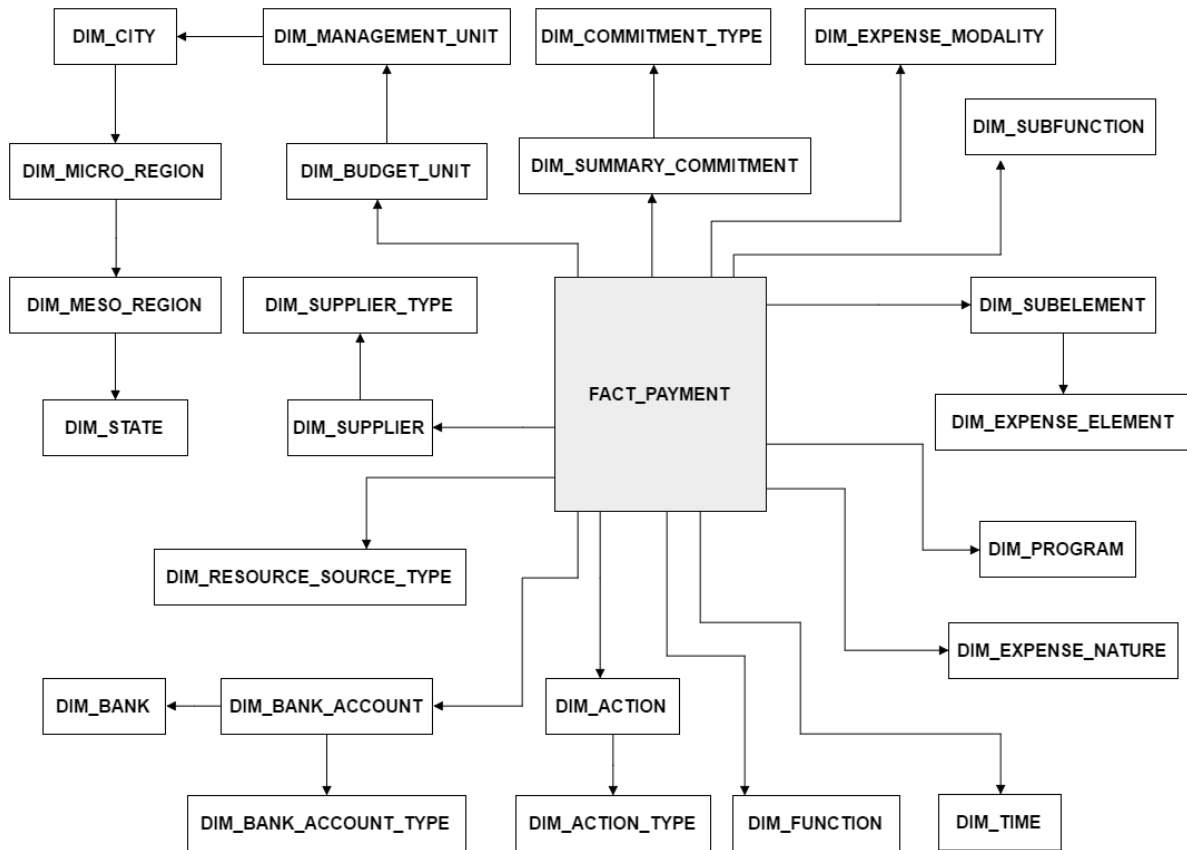 DIM_CITY
DIM_MANAGEMENT_UNIT
DIM_COMMITMENT_TYPE
DIM_EXPENSE_MODALITY
DIM_SUBFUNCTION
DIM_MICRO_REGION
DIM_BUDGET_UNIT
DIM_SUMMARY_COMMITMENT
DIM_MESO_REGION
DIM_SUPPLIER_TYPE
DIM_SUBELEMENT
FACT_PAYMENT
DIM_STATE
DIM_SUPPLIER
DIM_EXPENSE_ELEMENT
DIM_PROGRAM
DIM_RESOURCE_SOURCE_TYPE
DIM_EXPENSE_NATURE
DIM_BANK
DIM_BANK_ACCOUNT
DIM_ACTION
DIM_BANK_ACCOUNT_TYPE
DIM_ACTION_TYPE
DIM_FUNCTION
DIM_TIME